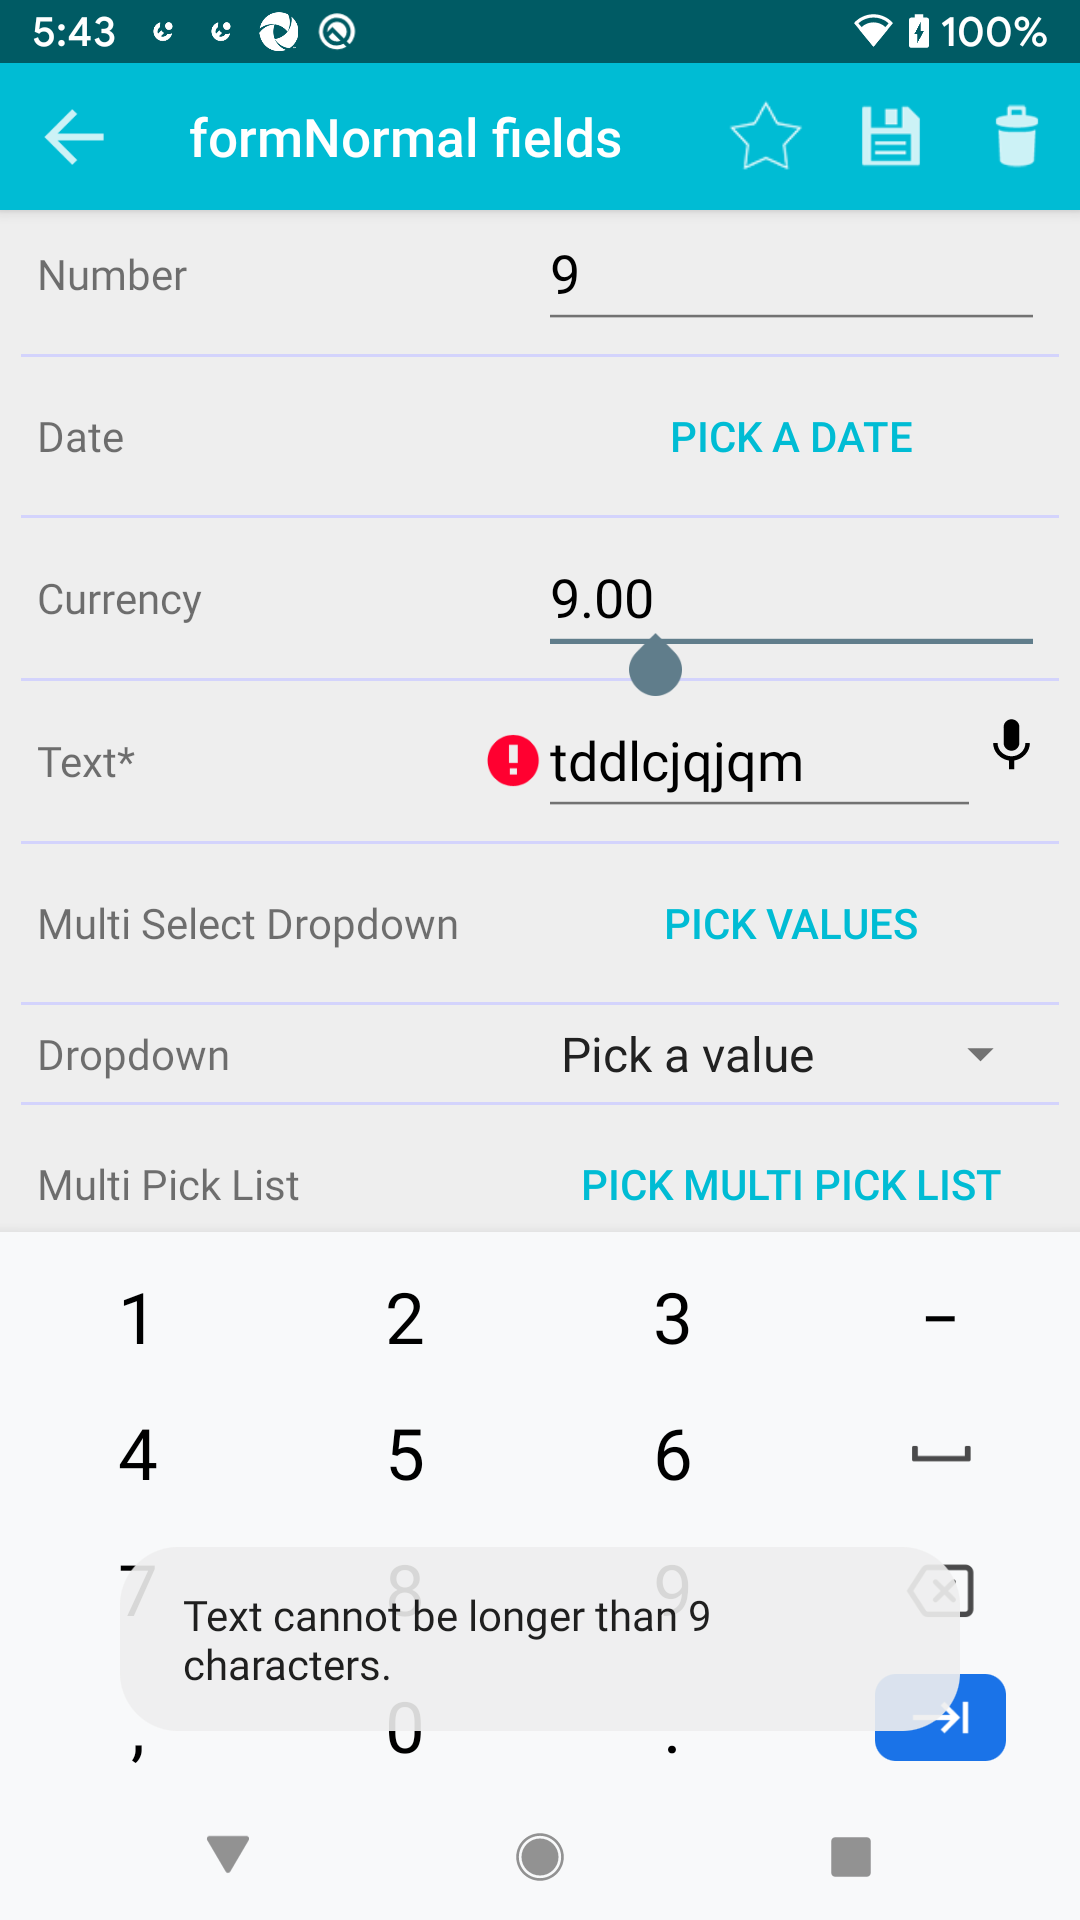 5:43 100%
formNormal fields
Number 9
Date PICK A DATE
Currency 9.00
Text* tddlcjqjqm
Multi Select Dropdown PICK VALUES
Dropdown Pick a value
Multi Pick List PICK MULTI PICK LIST
1 2 3 –
4 5 6
7 8 9
Text cannot be longer than 9
characters.
, 0 .